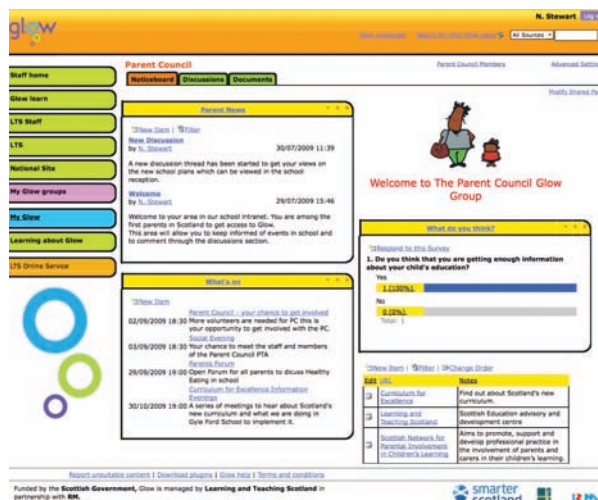 N. Stewart
glow
All Sources
Parent Council
Parent Council Members
Noticeboard Discussions Documents
Staff home
Glow learn
LTS Staff
LTS
National Site
My Glow groups
My Glow
Learning about Glow
LTS Online Service
Parent News
New Item | Filter
New Discussion
by N. Stewart 30/07/2009 11:39
A new discussion thread has been started to get your views on
the new school plans which can be viewed in the school
reception.
Welcome
by N. Stewart 29/07/2009 15:46
Welcome to your area in our school intranet. You are among the
first parents in Scotland to get access to Glow.
This area will allow you to keep informed of events in school and
to comment through the discussions section.
What's on
New Item
Parent Council - your chance to get involved
02/09/2009 18:30 More volunteers are needed for PC this is
your opportunity to get involved with the PC.
Social Evening
03/09/2009 18:30 Your chance to meet the staff and members
of the Parent Council PTA
Parents Forum
29/09/2009 19:00 Open Forum for all parents to dicuss Healthy
Eating in school
Curriculum for Excellence Information
Evenings
30/10/2009 19:00 A series of meetings to hear about Scotland's
new curriculum and what we are doing in
Gyle Ford School to implement it.
Welcome to The Parent Council Glow
Group
What do you think?
Respond to this Survey
1. Do you think that you are getting enough information
about your child's education?
Yes
1 (100%)
No
0 (0%)
Total: 1
New Item | Filter | Change Order
Edit URL Notes
Curriculum for
Excellence
Find out about Scotland's new
curriculum.
Learning and
Teaching Scotland
Scottish Education advisory and
development centre
Scottish Network for
Parental Involvement
in Children's Learning
Aims to promote, support and
develop professional practice in
the involvement of parents and
carers in their children's learning.
Report unsuitable content | Download plugins | Glow help | Terms and conditions
Funded by the Scottish Government, Glow is managed by Learning and Teaching Scotland in
partnership with RM.
smarter
scotland